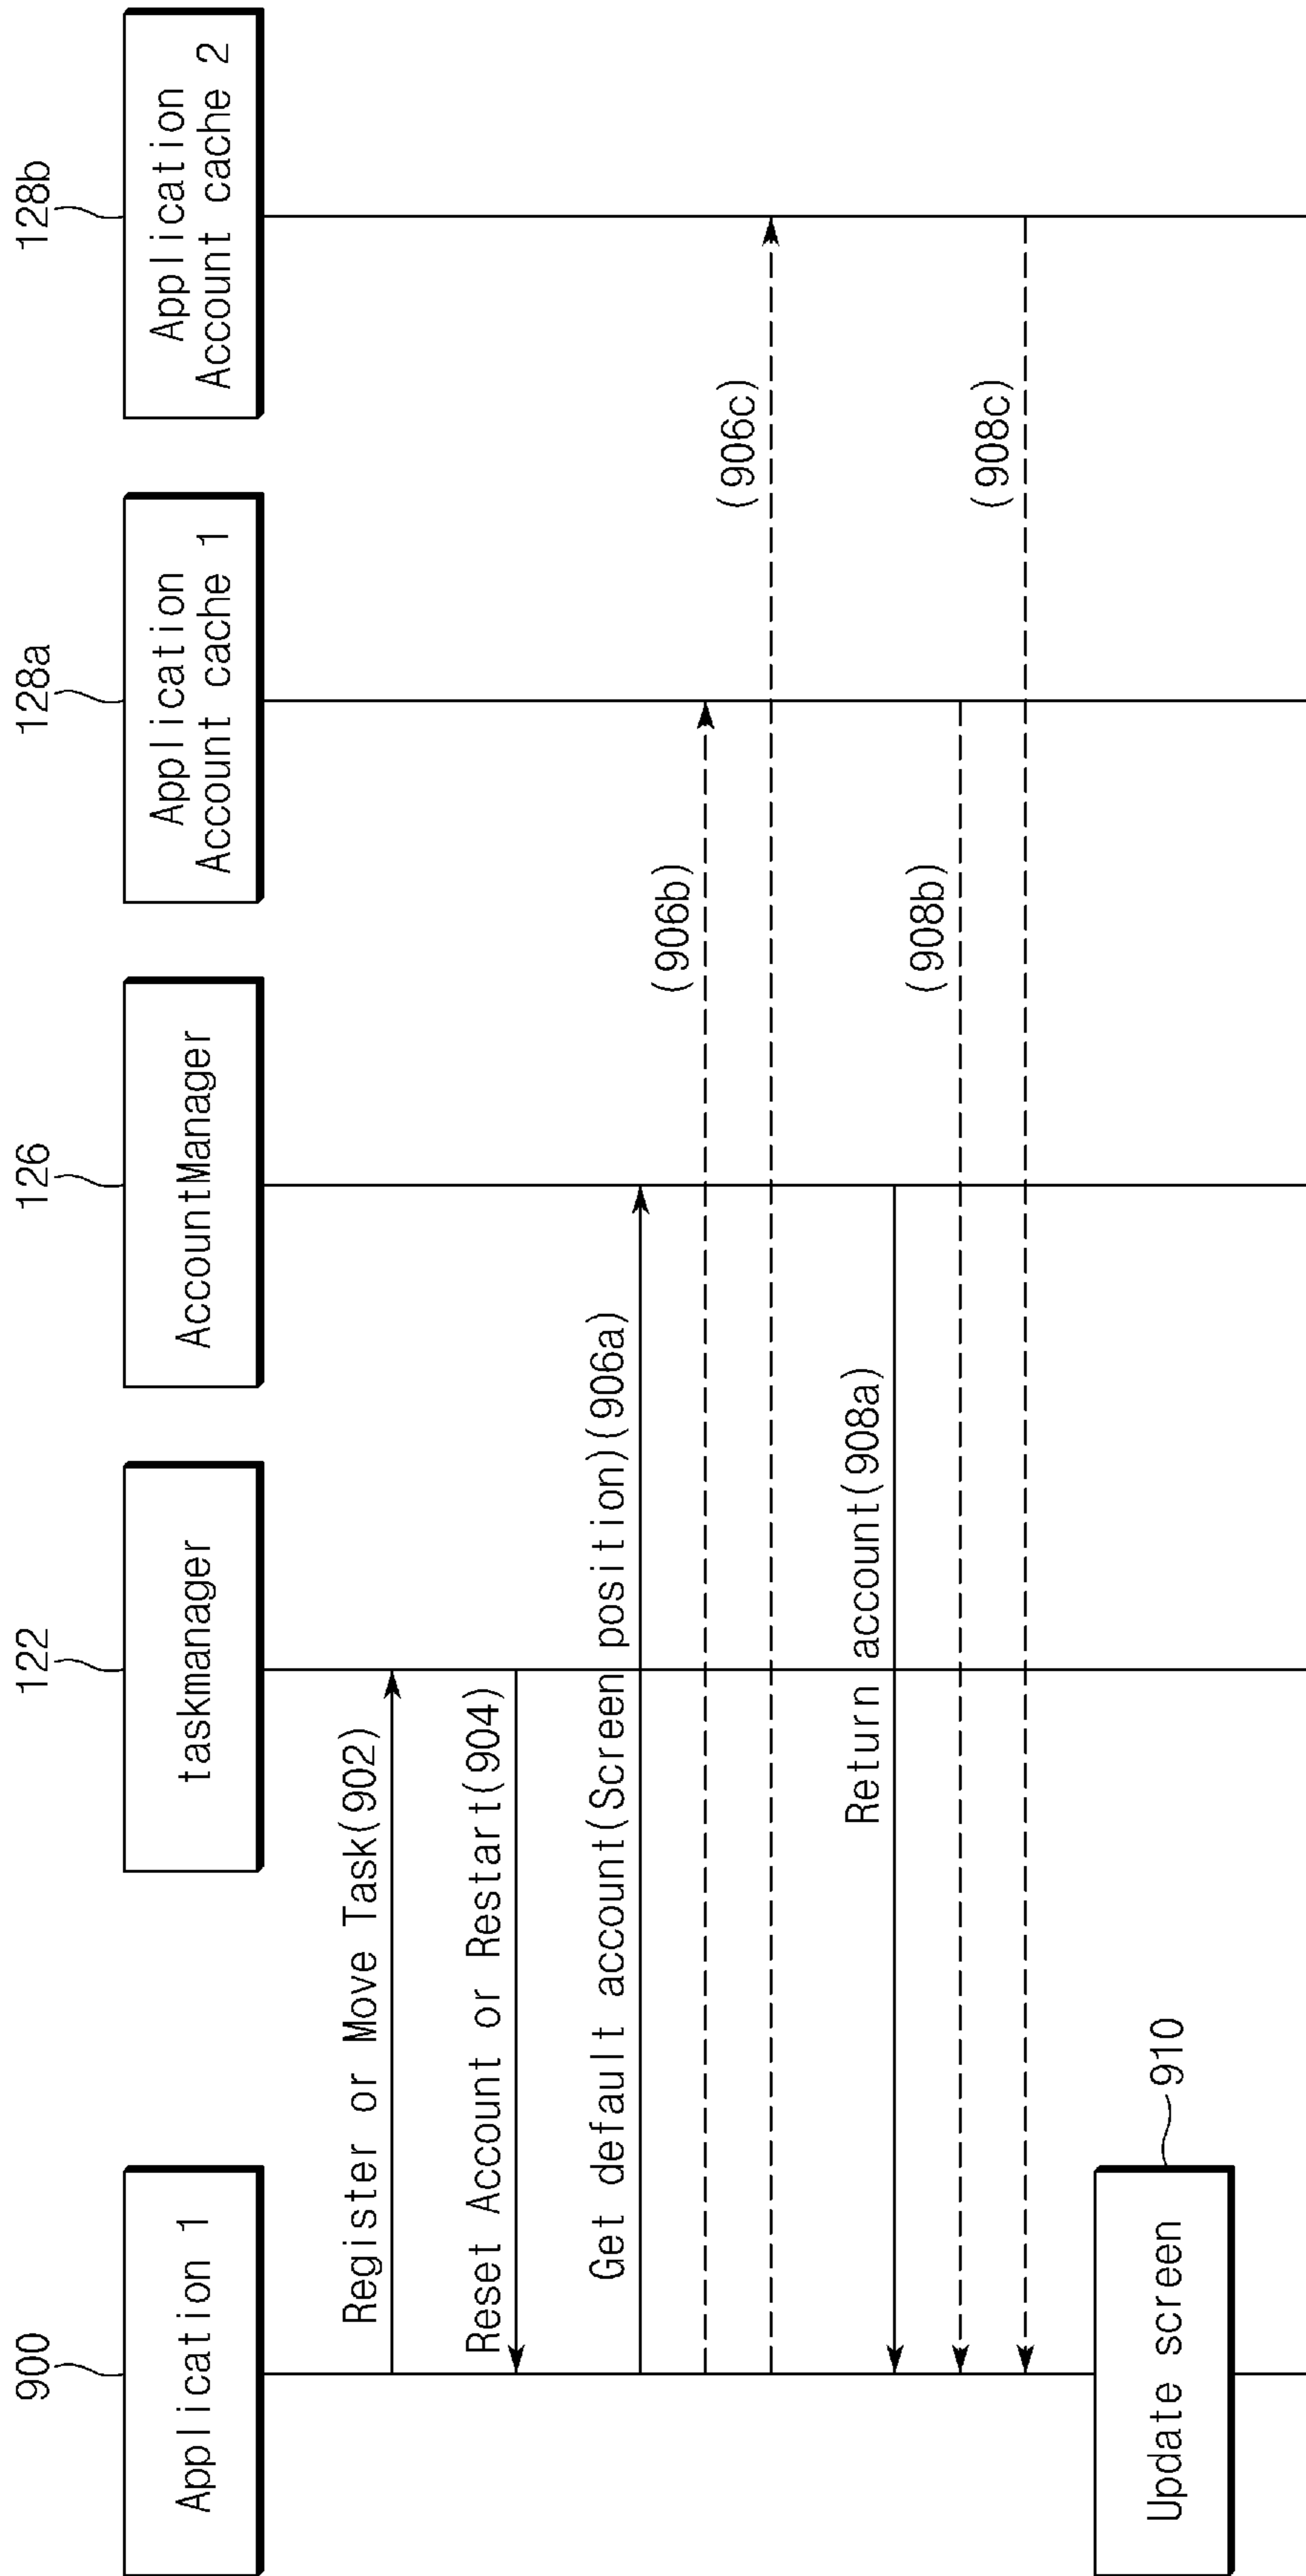 900
122
126
128a
128b
Application 1
taskmanager
AccountManager
Application
Account cache 1
Application
Account cache 2
Register or Move Task(902)
Reset Account or Restart(904)
Get default account(Screen position)(906a)
(906b)
(906c)
Return account(908a)
(908b)
(908c)
Update screen
910